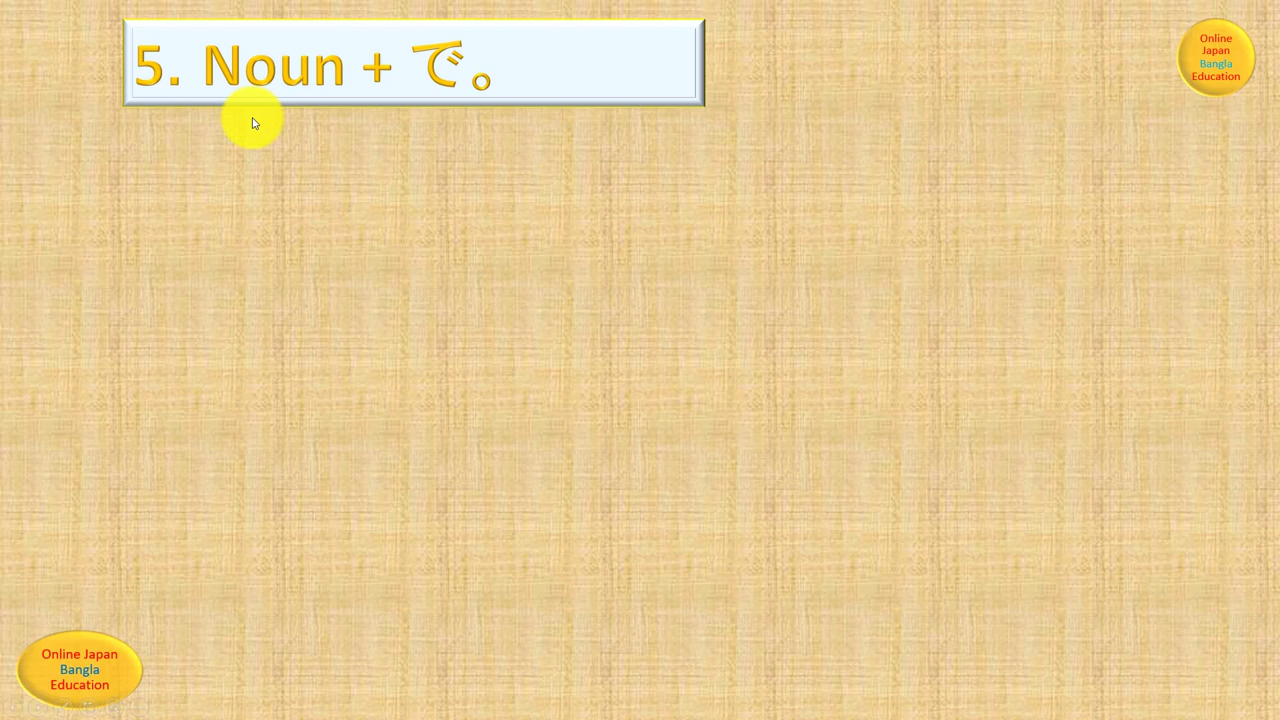 5. Noun + で。
Online
Japan
Bangla
Education
Online Japan
Bangla
Education